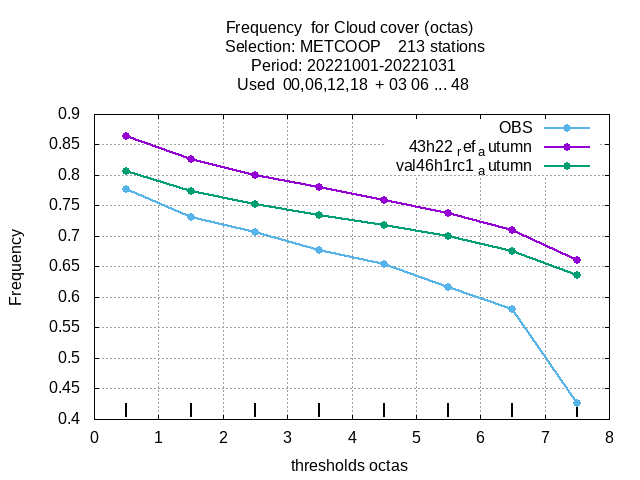 Frequency for Cloud cover (octas)
Selection: METCOOP 213 stations
Period: 20221001-20221031
Used 00,06,12,18 + 03 06 ... 48
0.9
0.85
0.8
0.75
0.7
0.65
0.6
0.55
0.5
0.45
0.4
Frequency
OBS
43h22 ref a utumn
val46h1rc1 a utumn
0 1 2 3 4 5 6 7 8
thresholds octas